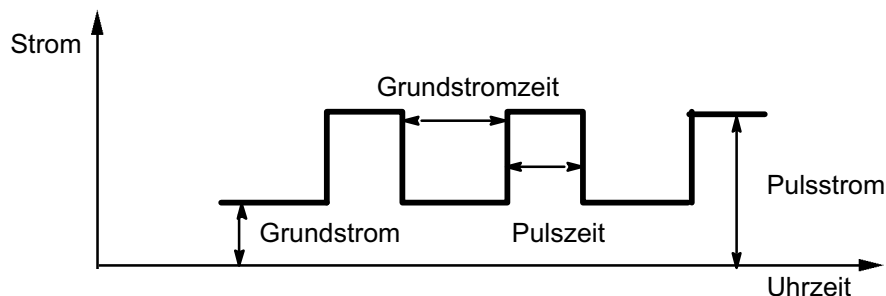 Strom
Grundstromzeit
Pulsstrom
Grundstrom
Pulszeit
Uhrzeit